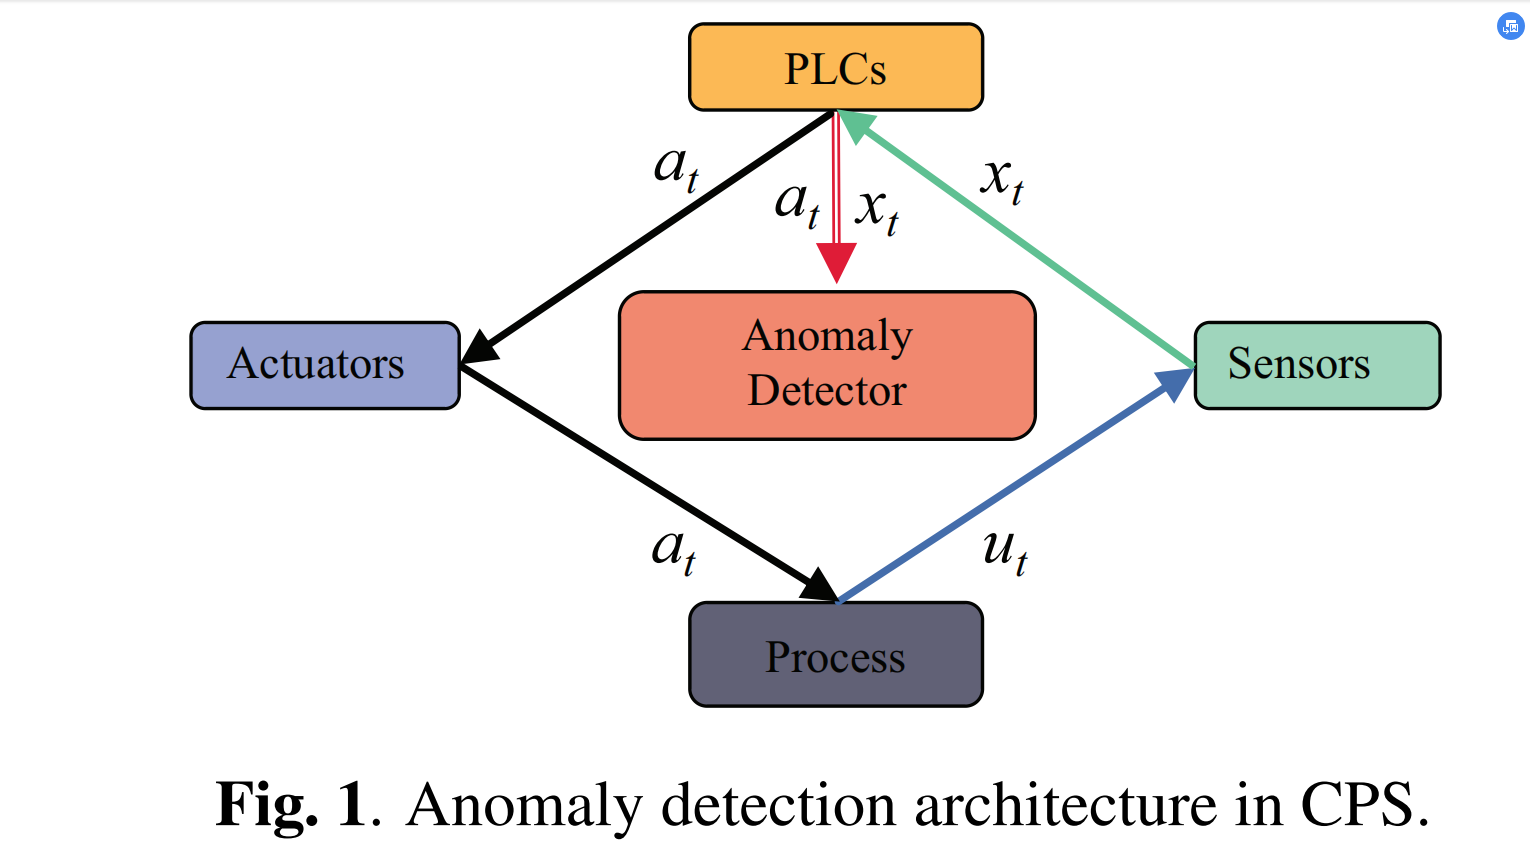 PLCs
a_t
a_t
x_t
x_t
Actuators
Anomaly
Detector
Sensors
a_t
u_t
Process
Fig. 1. Anomaly detection architecture in CPS.